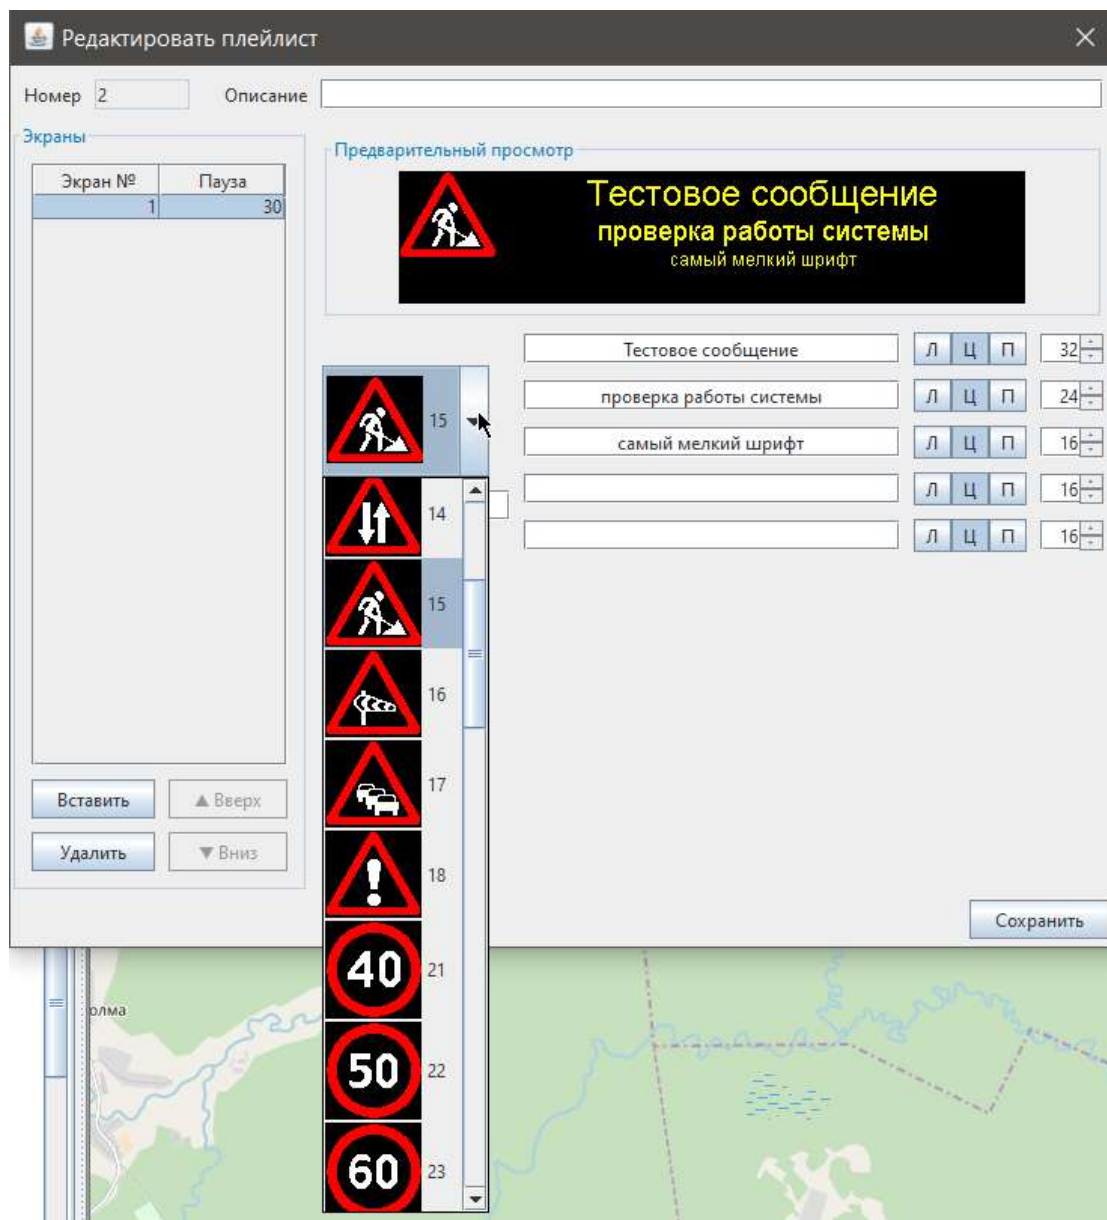 Редактировать плейлист
Номер 2 Описание
Экраны
Экран № Пауза
1 30
Предварительный просмотр
Тестовое сообщение
проверка работы системы
самый мелкий шрифт
Тестовое сообщение Л Ц П 32
проверка работы системы Л Ц П 24
самый мелкий шрифт Л Ц П 16
Л Ц П 16
Л Ц П 16
15
14
15
16
17
18
40 21
50 22
60 23
Вставить ▲ Вверх
Удалить ▼ Вниз
Сохранить
олма